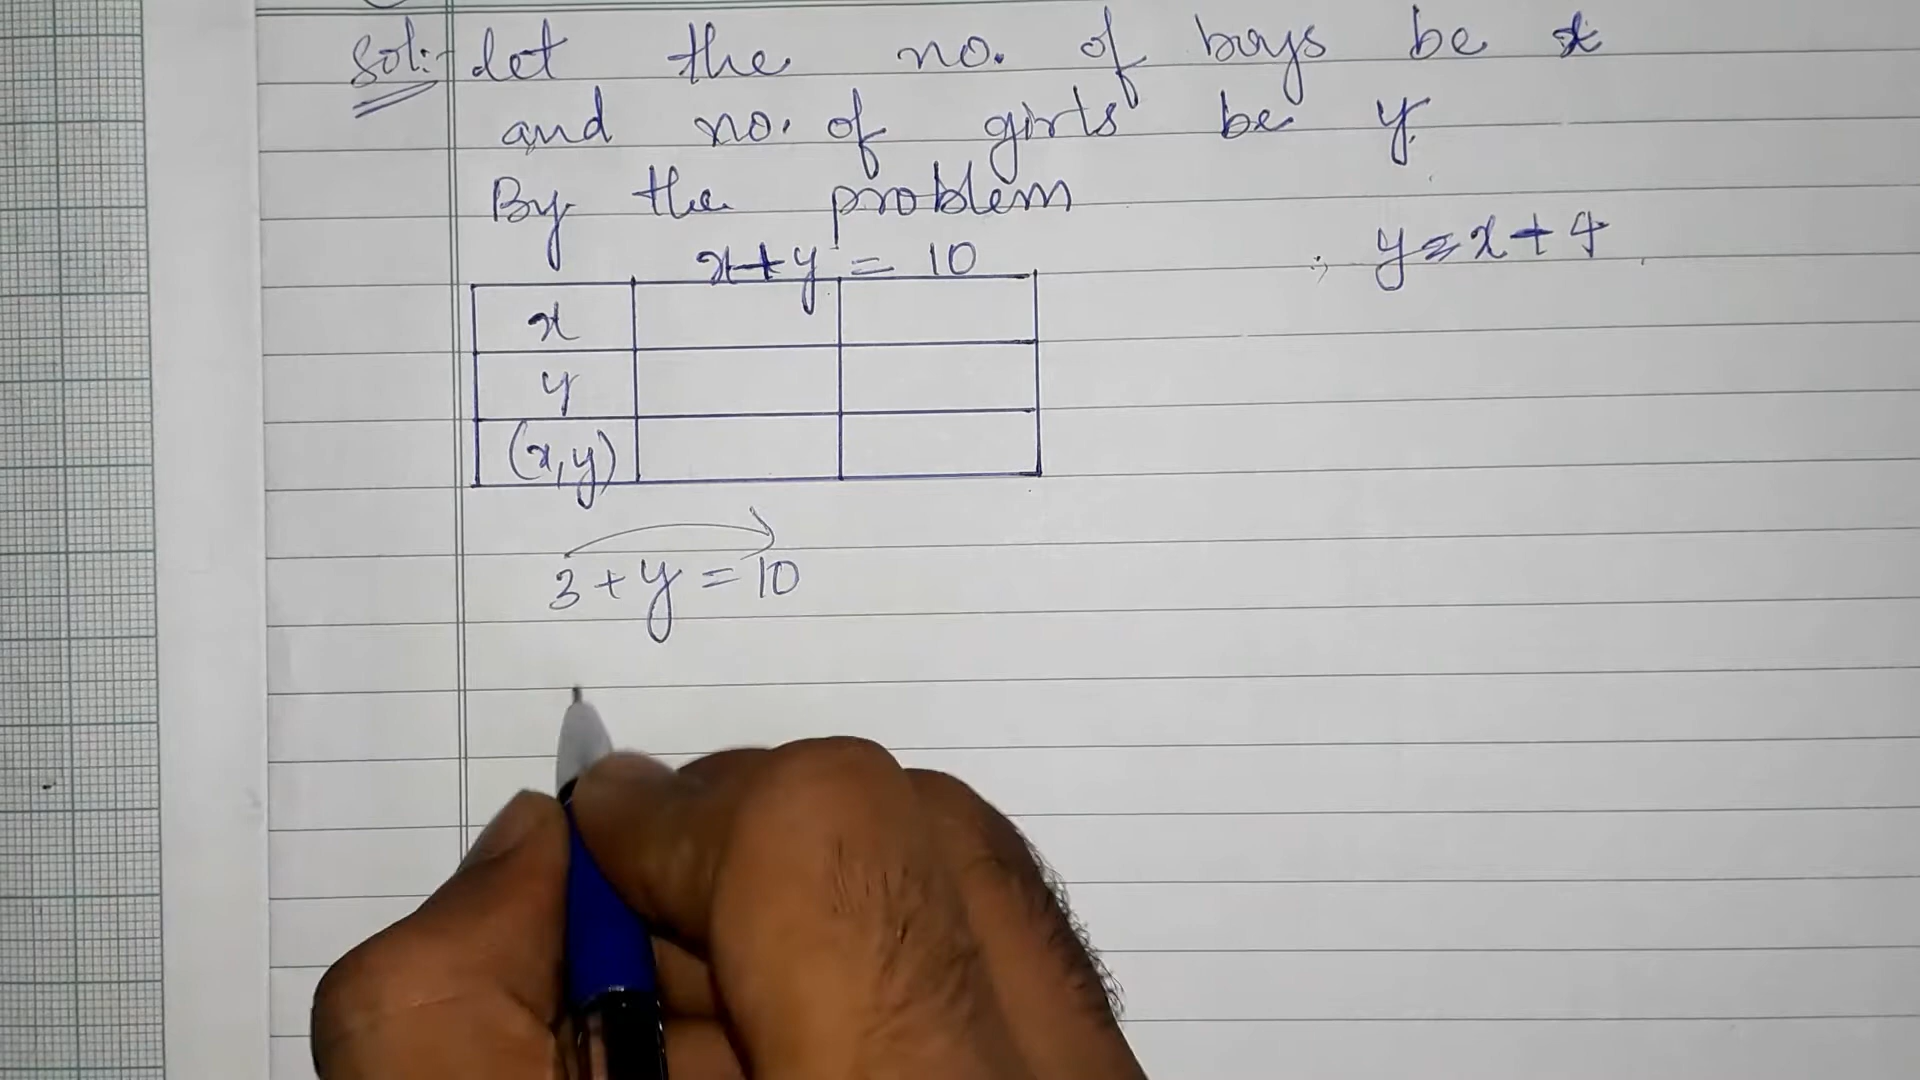 Sol:- let the no. of boys be x
and no. of girls be y.
By the problem
x+y = 10
∴ y = x + 4
x
y
(x,y)
3 + y = 10